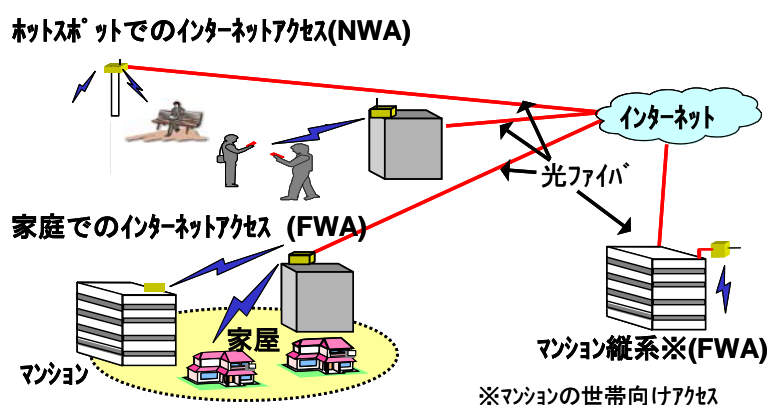 ﾎｯﾄｽﾎﾟｯﾄでのｲﾝﾀｰﾈｯﾄｱｸｾｽ(NWA)
ｲﾝﾀｰﾈｯﾄ
光ﾌｧｲﾊﾞ
家庭でのｲﾝﾀｰﾈｯﾄｱｸｾｽ (FWA)
家屋
ﾏﾝｼｮﾝ
ﾏﾝｼｮﾝ縦系※(FWA)
※ﾏﾝｼｮﾝの世帯向けｱｸｾｽ